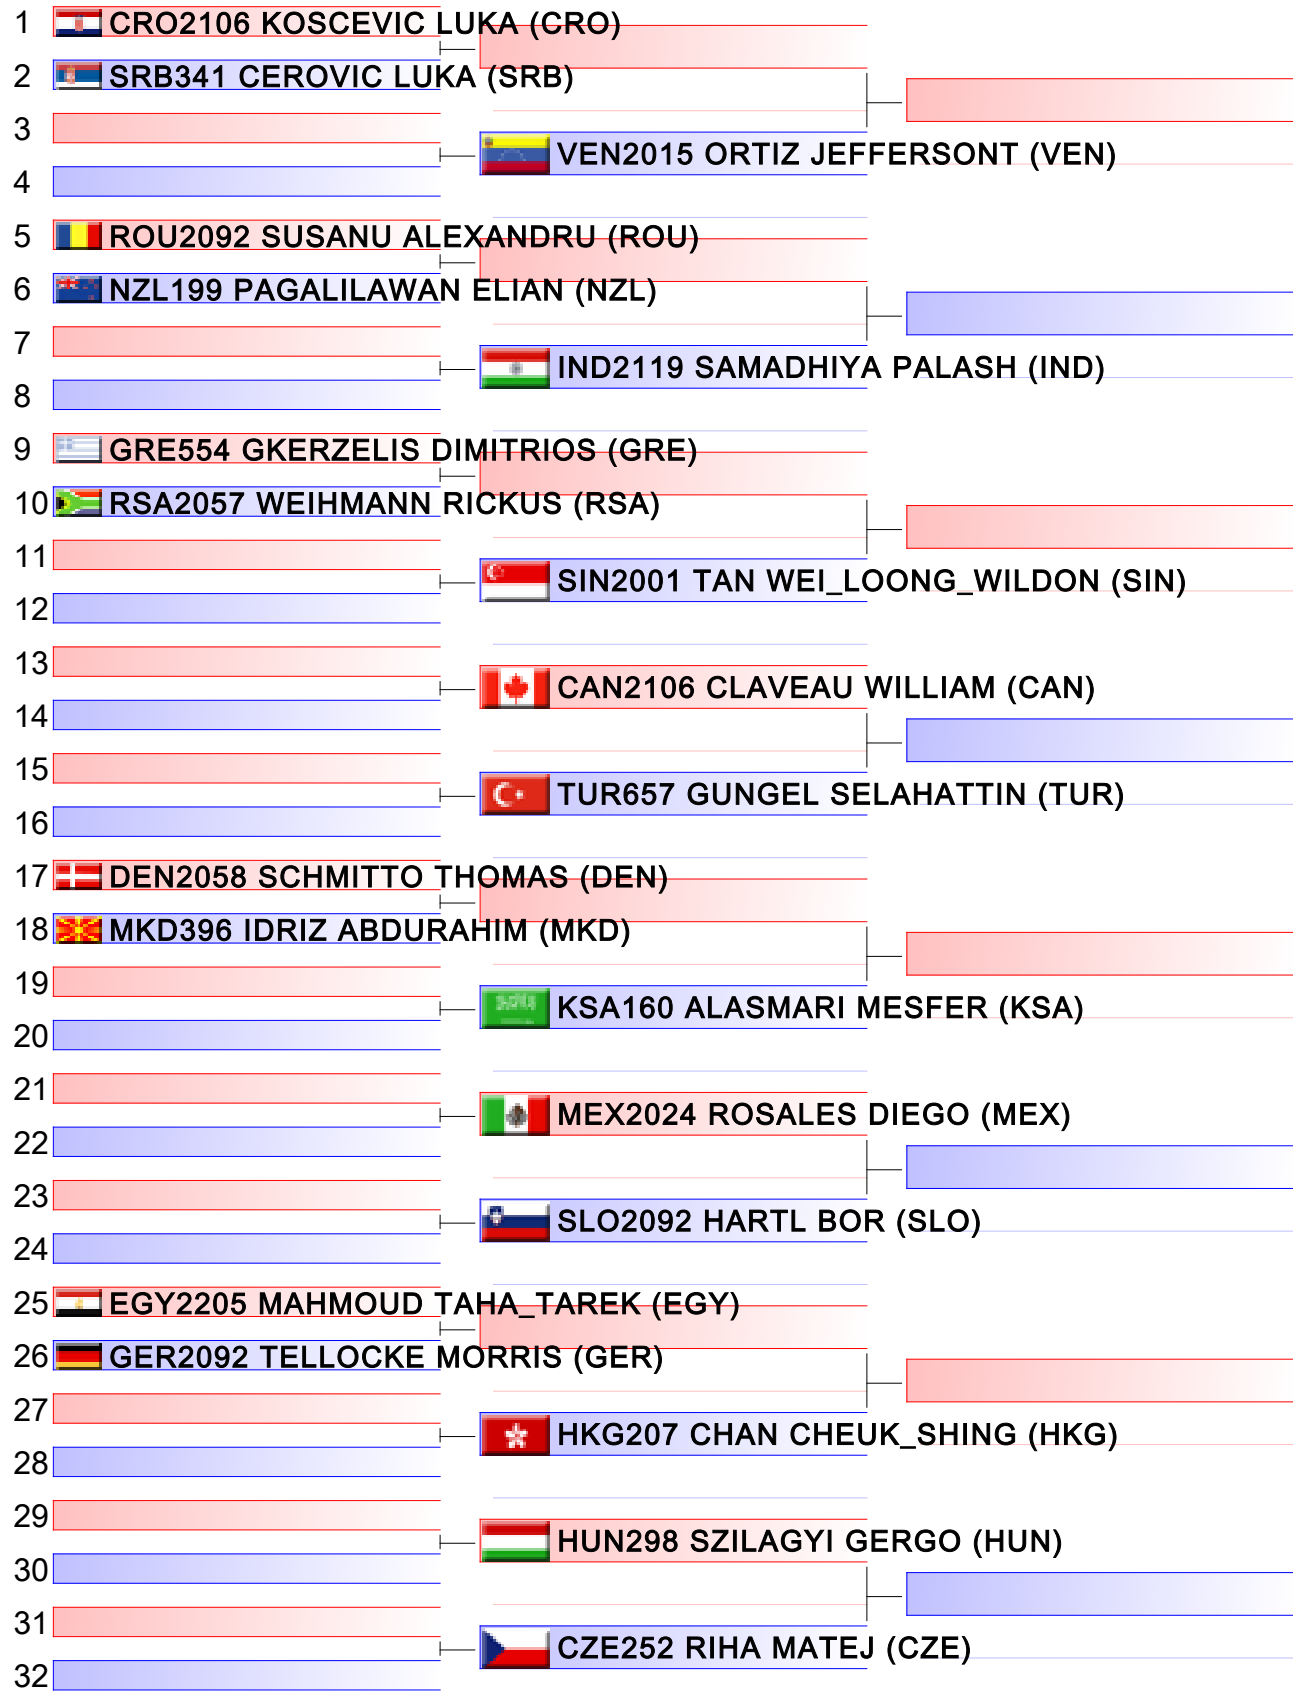 1 CRO2106 KOSCEVIC LUKA (CRO)
2 SRB341 CEROVIC LUKA (SRB)
3
VEN2015 ORTIZ JEFFERSONT (VEN)
4
5 ROU2092 SUSANU ALEXANDRU (ROU)
6 NZL199 PAGALILAWAN ELIAN (NZL)
7
IND2119 SAMADHIYA PALASH (IND)
8
9 GRE554 GKERZELIS DIMITRIOS (GRE)
10 RSA2057 WEIHMANN RICKUS (RSA)
11
SIN2001 TAN WEI_LOONG_WILDON (SIN)
12
13
CAN2106 CLAVEAU WILLIAM (CAN)
14
15
TUR657 GUNGEL SELAHATTIN (TUR)
16
17 DEN2058 SCHMITTO THOMAS (DEN)
18 MKD396 IDRIZ ABDURAHIM (MKD)
19
KSA160 ALASMARI MESFER (KSA)
20
21
MEX2024 ROSALES DIEGO (MEX)
22
23
SLO2092 HARTL BOR (SLO)
24
25 EGY2205 MAHMOUD TAHA_TAREK (EGY)
26 GER2092 TELLOCKE MORRIS (GER)
27
HKG207 CHAN CHEUK_SHING (HKG)
28
29
HUN298 SZILAGYI GERGO (HUN)
30
31
CZE252 RIHA MATEJ (CZE)
32